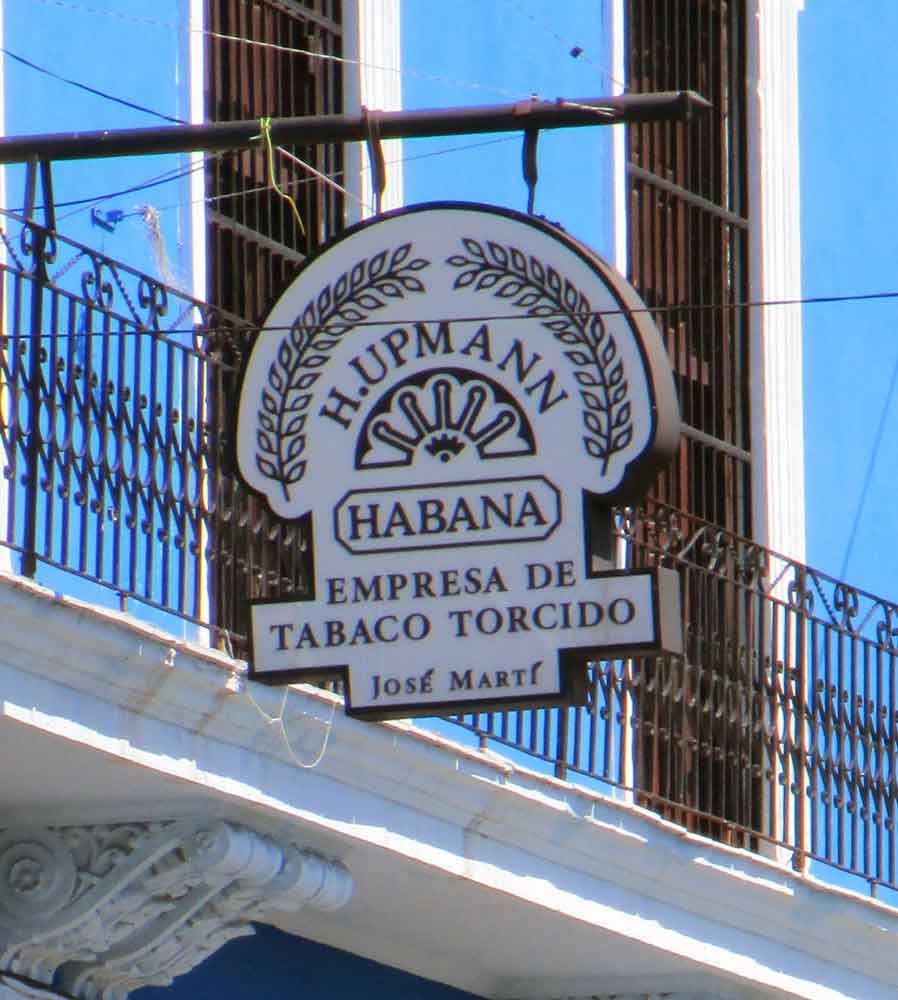 H.UPMANN
HABANA
EMPRESA DE
TABACO TORCIDO
JOSÉ MARTÍ